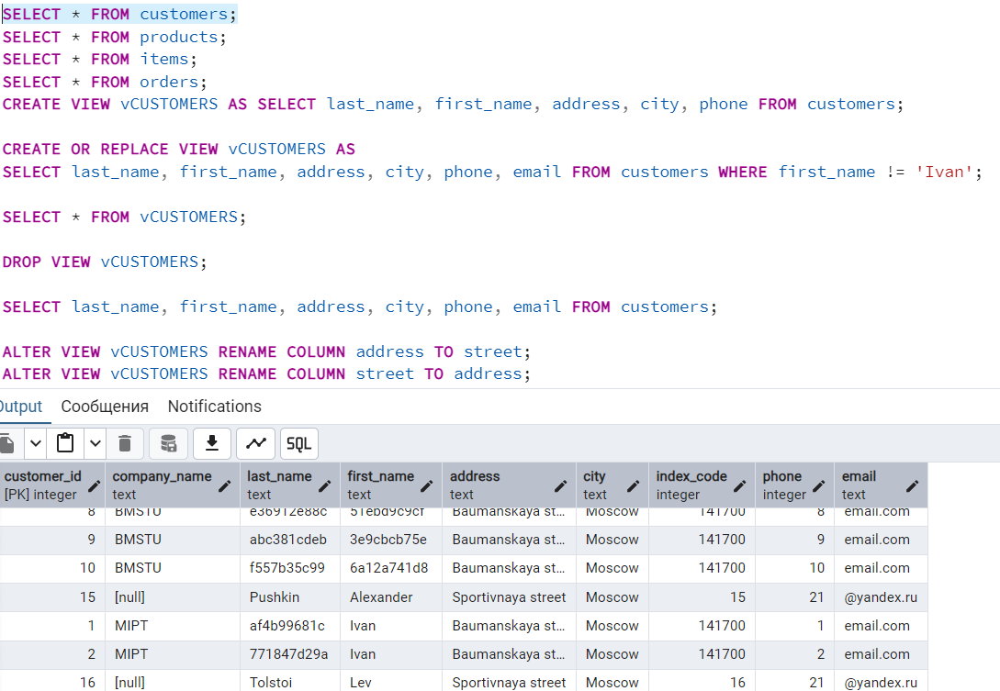 SELECT * FROM customers;
SELECT * FROM products;
SELECT * FROM items;
SELECT * FROM orders;
CREATE VIEW vCUSTOMERS AS SELECT last_name, first_name, address, city, phone FROM customers;
CREATE OR REPLACE VIEW vCUSTOMERS AS
SELECT last_name, first_name, address, city, phone, email FROM customers WHERE first_name != 'Ivan';
SELECT * FROM vCUSTOMERS;
DROP VIEW vCUSTOMERS;
SELECT last_name, first_name, address, city, phone, email FROM customers;
ALTER VIEW vCUSTOMERS RENAME COLUMN address TO street;
ALTER VIEW vCUSTOMERS RENAME COLUMN street TO address;
Output Сообщения Notifications
SQL
customer_id company_name last_name first_name address city index_code phone email
[PK] integer text text text text text integer integer text
8 BMSTU e36912e88c 51ebd9c9cf Baumanskaya st... Moscow 141700 8 email.com
9 BMSTU abc381cdeb 3e9cbcb75e Baumanskaya st... Moscow 141700 9 email.com
10 BMSTU f557b35c99 6a12a741d8 Baumanskaya st... Moscow 141700 10 email.com
15 [null] Pushkin Alexander Sportivnaya street Moscow 15 21 @yandex.ru
1 MIPT af4b99681c Ivan Baumanskaya st... Moscow 141700 1 email.com
2 MIPT 771847d29a Ivan Baumanskaya st... Moscow 141700 2 email.com
16 [null] Tolstoi Lev Sportivnaya street Moscow 16 21 @yandex.ru